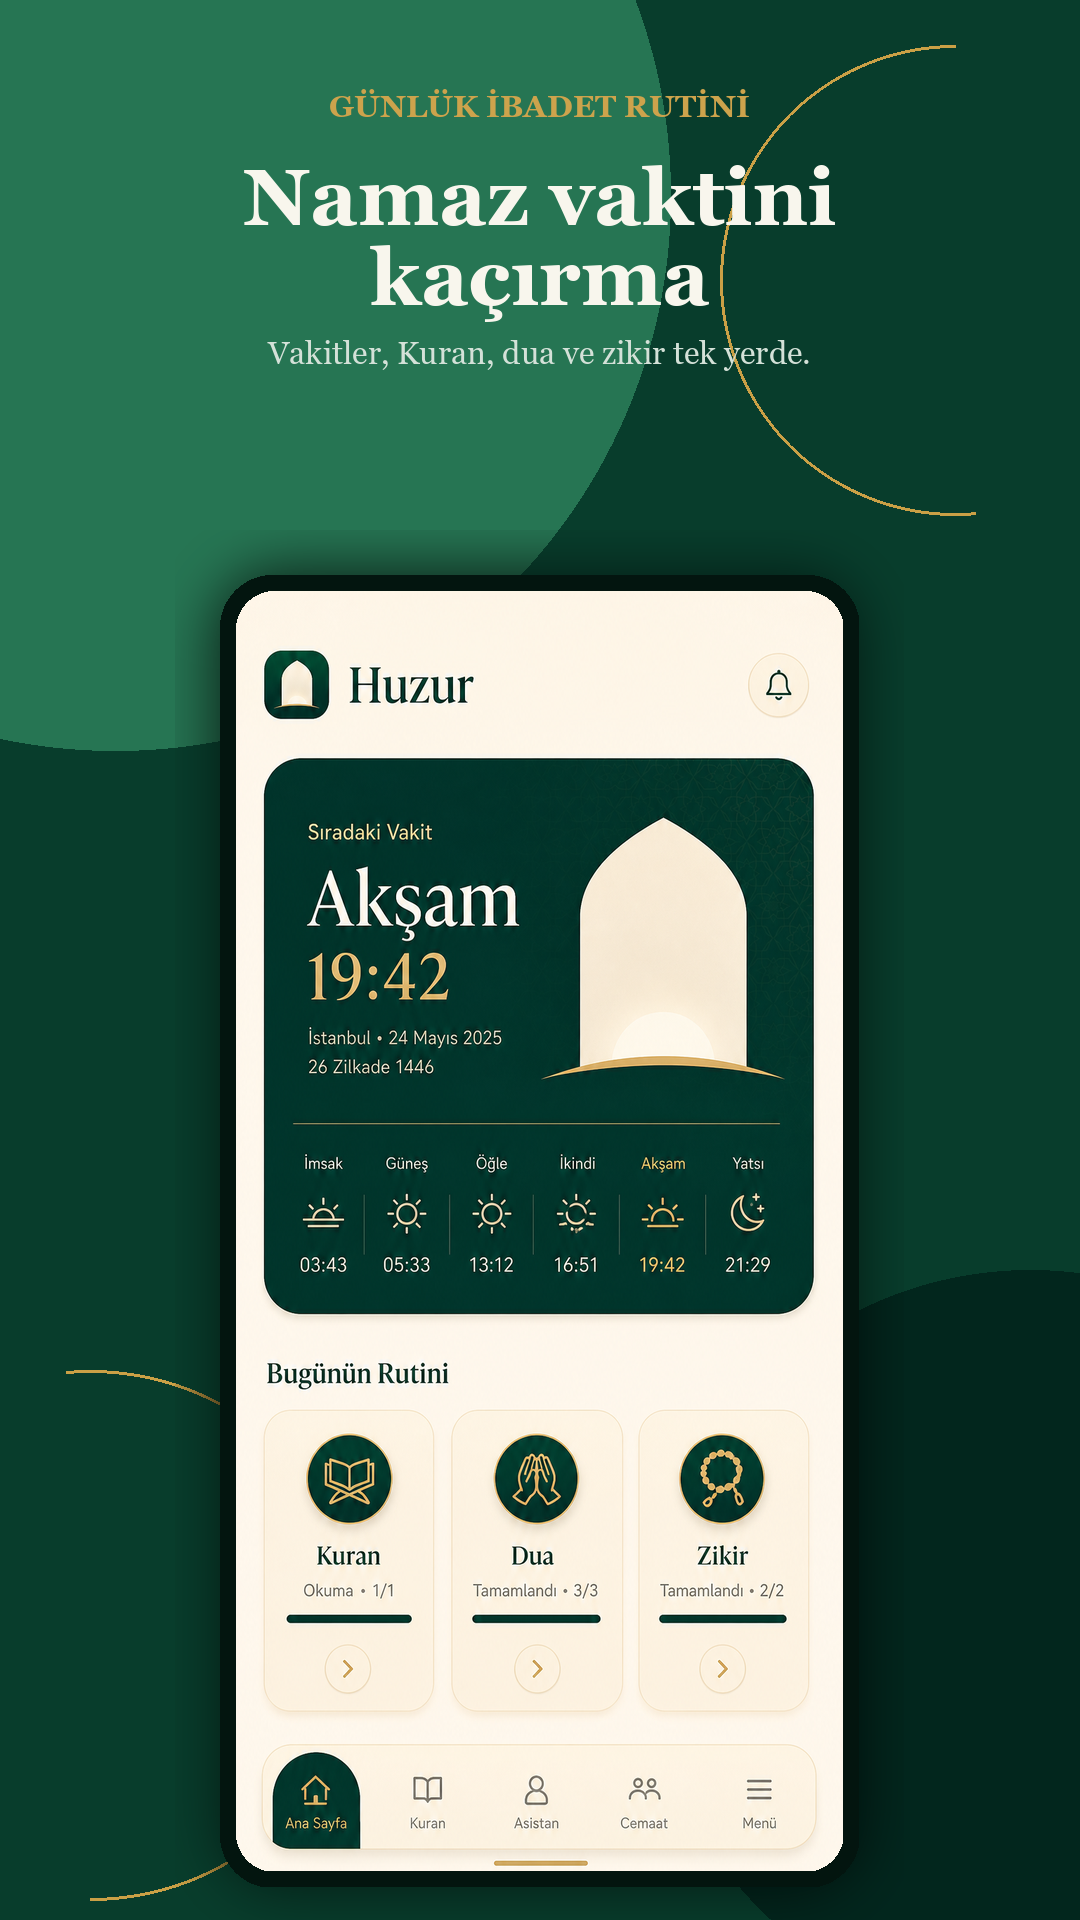 GÜNLÜK İBADET RUTİNİ
Namaz vaktini
kaçırma
Vakitler, Kuran, dua ve zikir tek yerde.
Huzur
Sıradaki Vakit
Akşam
19:42
İstanbul • 24 Mayıs 2025
26 Zilkade 1446
İmsak Güneş Öğle İkindi Akşam Yatsı
03:43 05:33 13:12 16:51 19:42 21:29
Bugünün Rutini
Kuran Dua Zikir
Okuma • 1/1 Tamamlandı • 3/3 Tamamlandı • 2/2
Ana Sayfa Kuran Asistan Cemaat Menü